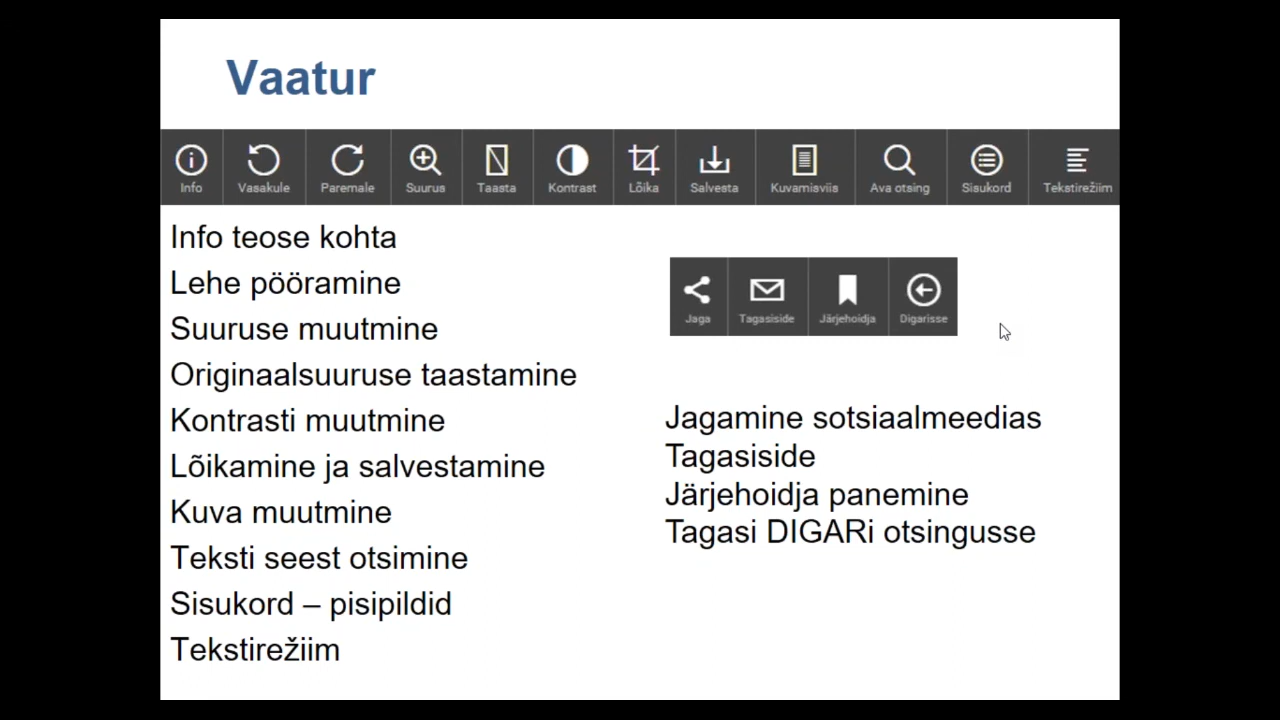 Vaatur
Info Vasakule Paremale Suurus Taasta Kontrast Lõika Salvesta Kuvamisviis Ava otsing Sisukord Tekstirežiim
Info teose kohta
Lehe pööramine
Suuruse muutmine
Originaalsuuruse taastamine
Kontrasti muutmine
Lõikamine ja salvestamine
Kuva muutmine
Teksti seest otsimine
Sisukord – pisipildid
Tekstirežiim
Jaga Tagasiside Järjehoidja Digarisse
Jagamine sotsiaalmeedias
Tagasiside
Järjehoidja panemine
Tagasi DIGARi otsingusse